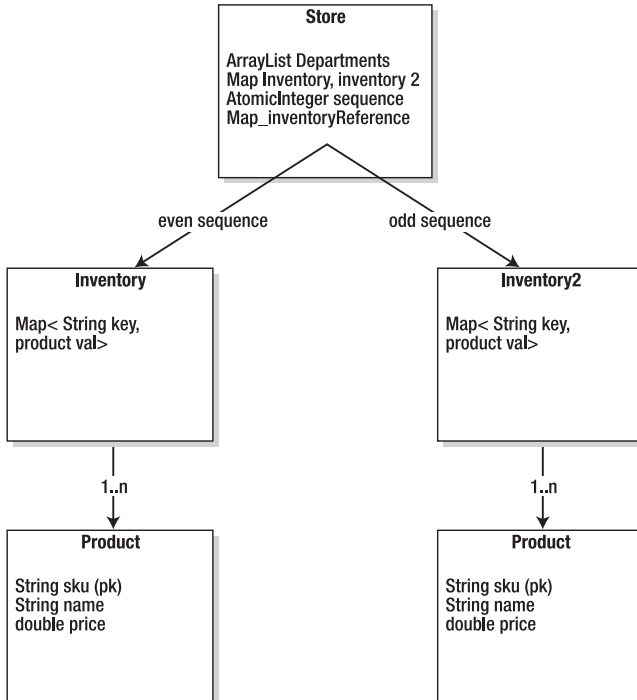 Store
ArrayList Departments
Map Inventory, inventory 2
AtomicInteger sequence
Map_inventoryReference
even sequence
odd sequence
Inventory
Map< String key,
product val>
Inventory2
Map< String key,
product val>
1..n
1..n
Product
String sku (pk)
String name
double price
Product
String sku (pk)
String name
double price